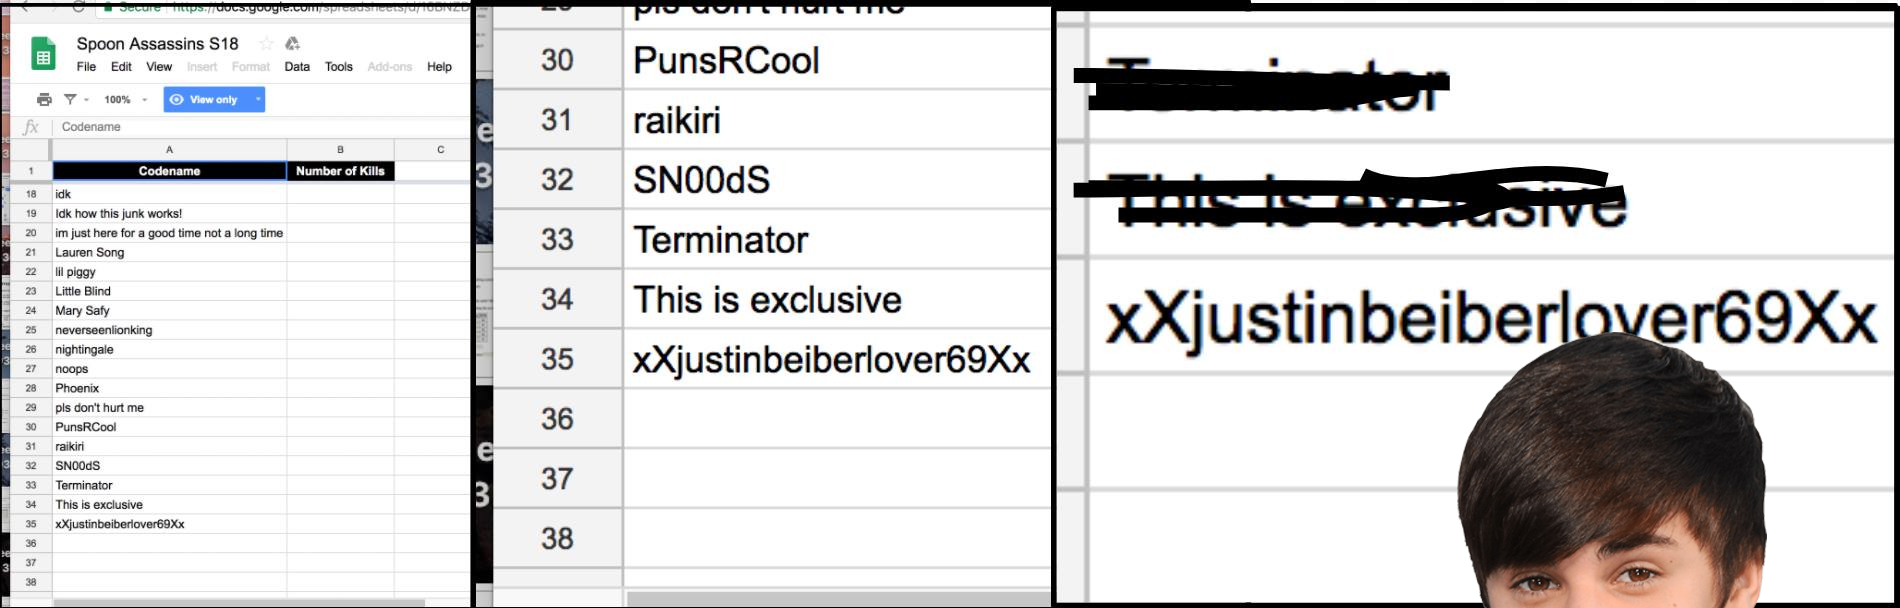 Secure https://docs.google.com/spreadsheets/d/16BNZD
Spoon Assassins S18
File Edit View Insert Format Data Tools Add-ons Help
100% View only
fx Codename
A B C
1 Codename Number of Kills
18 idk
19 Idk how this junk works!
20 im just here for a good time not a long time
21 Lauren Song
22 lil piggy
23 Little Blind
24 Mary Safy
25 neverseenlionking
26 nightingale
27 noops
28 Phoenix
29 pls don't hurt me
30 PunsRCool
31 raikiri
32 SN00dS
33 Terminator
34 This is exclusive
35 xXjustinbeiberlover69Xx
36
37
38
29 pls don't hurt me
30 PunsRCool
31 raikiri
32 SN00dS
33 Terminator
34 This is exclusive
35 xXjustinbeiberlover69Xx
36
37
38
Terminator
This is exclusive
xXjustinbeiberlover69Xx